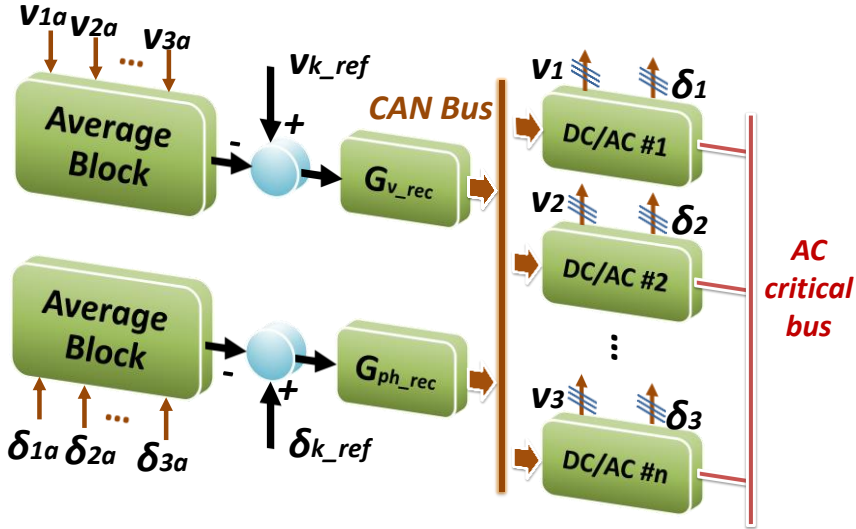 v1a
v2a
...
v3a
Average
Block
-
+
vk_ref
Gv_rec
CAN Bus
v1
δ1
DC/AC #1
v2
δ2
DC/AC #2
...
v3
δ3
DC/AC #n
AC
critical
bus
Average
Block
-
+
Gph_rec
δ1a
δ2a
...
δ3a
δk_ref